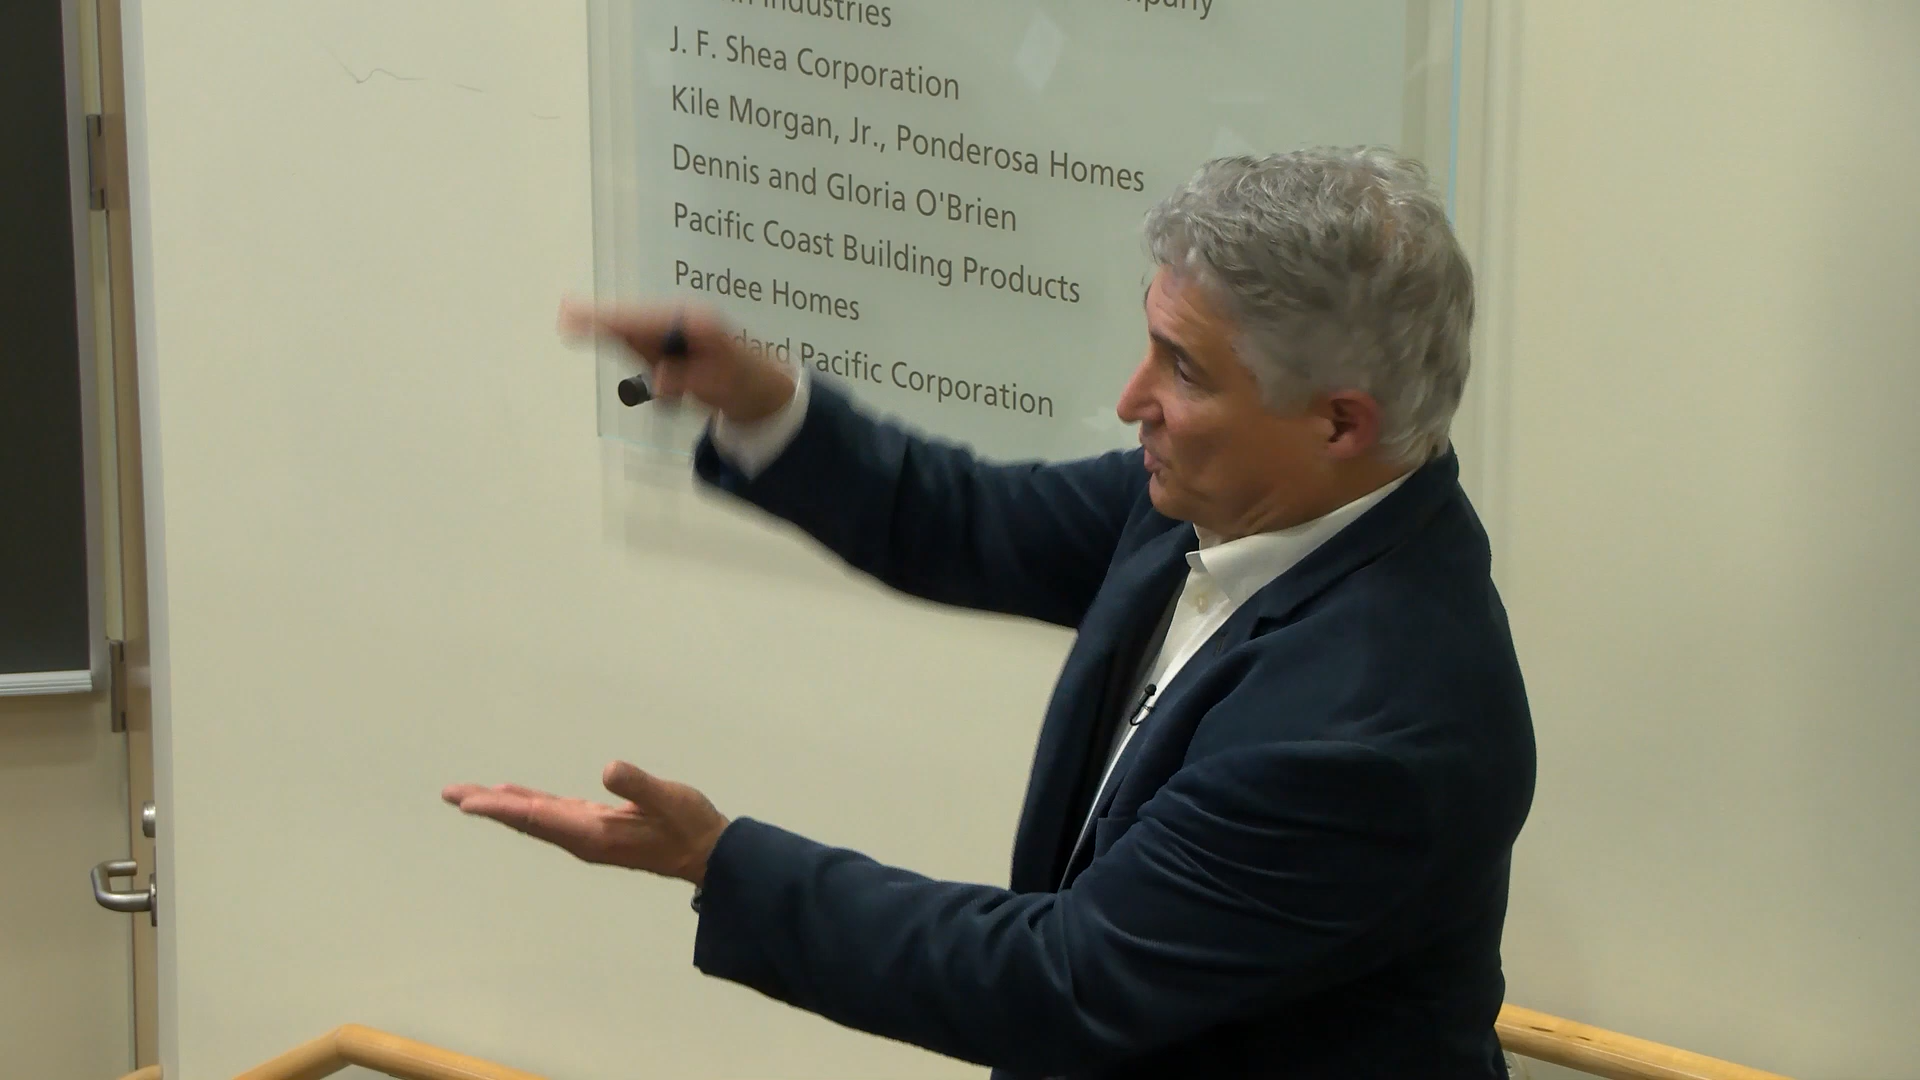 Industries
J. F. Shea Corporation
Kile Morgan, Jr., Ponderosa Homes
Dennis and Gloria O'Brien
Pacific Coast Building Products
Pardee Homes
Pacific Corporation